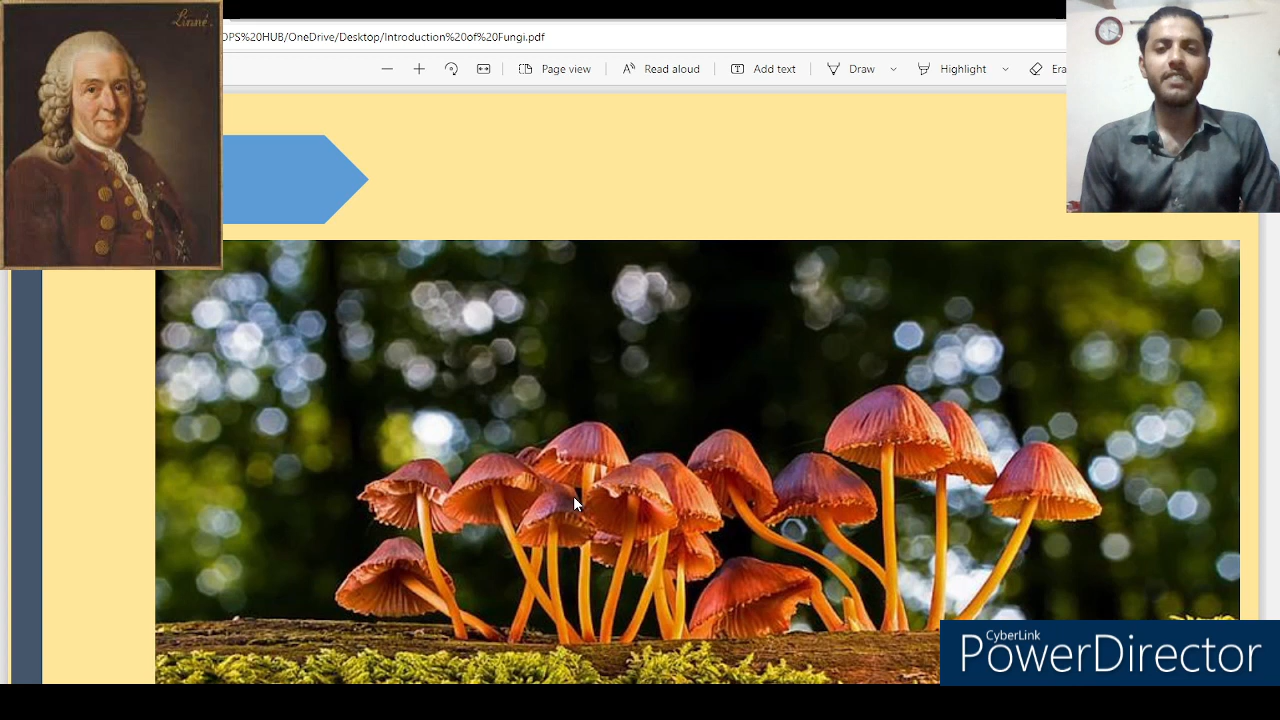 Linné.
OPS%20HUB/OneDrive/Desktop/Introduction%20of%20Fungi.pdf
Page view
Read aloud
Add text
Draw
Highlight
Era
CyberLink
PowerDirector